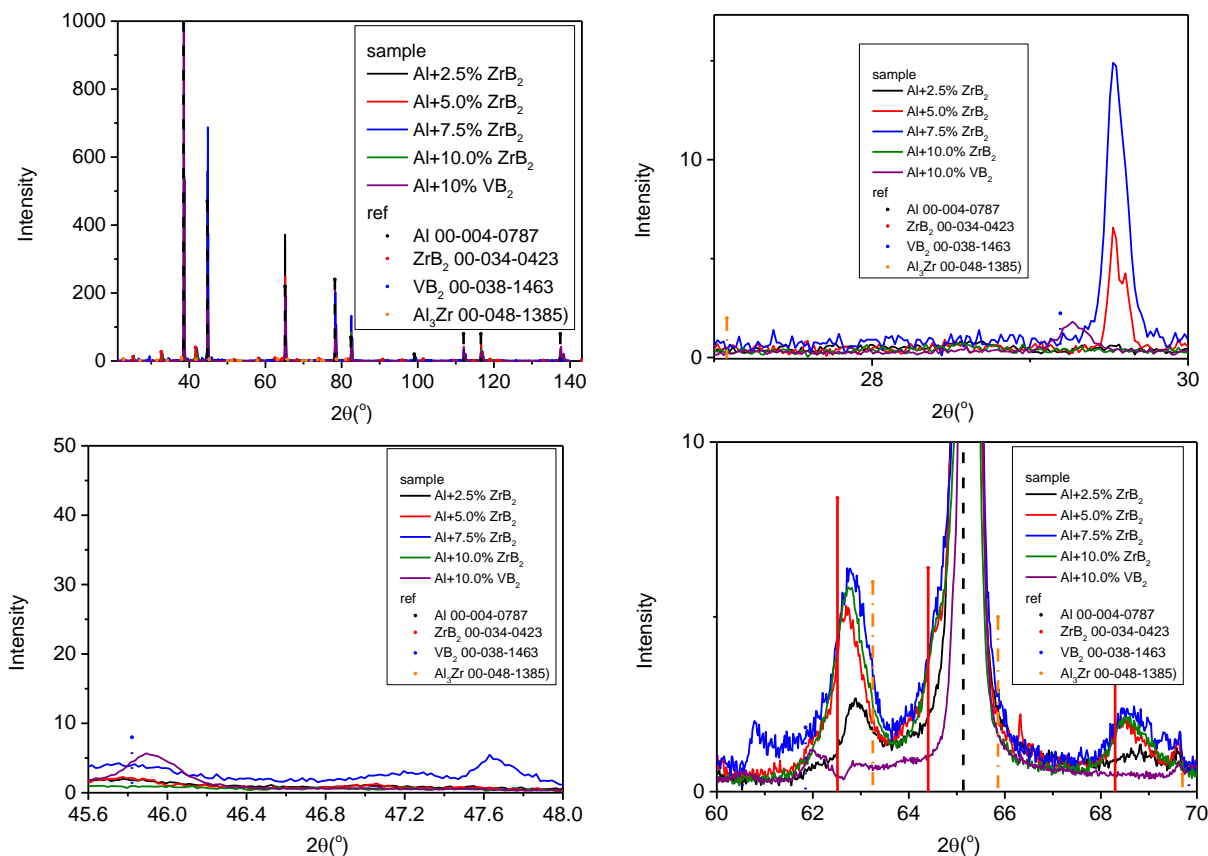 1000
800
600
400
200
0
Intensity
40 60 80 100 120 140
2θ(°)
sample
Al+2.5% ZrB₂
Al+5.0% ZrB₂
Al+7.5% ZrB₂
Al+10.0% ZrB₂
Al+10% VB₂
ref
Al 00-004-0787
ZrB₂ 00-034-0423
VB₂ 00-038-1463
Al₃Zr 00-048-1385)
10
0
Intensity
28 30
2θ(°)
sample
Al+2.5% ZrB₂
Al+5.0% ZrB₂
Al+7.5% ZrB₂
Al+10.0% ZrB₂
Al+10.0% VB₂
ref
Al 00-004-0787
ZrB₂ 00-034-0423
VB₂ 00-038-1463
Al₃Zr 00-048-1385)
50
40
30
20
10
0
Intensity
45.6 46.0 46.4 46.8 47.2 47.6 48.0
2θ(°)
sample
Al+2.5% ZrB₂
Al+5.0% ZrB₂
Al+7.5% ZrB₂
Al+10.0% ZrB₂
Al+10.0% VB₂
ref
Al 00-004-0787
ZrB₂ 00-034-0423
VB₂ 00-038-1463
Al₃Zr 00-048-1385)
10
5
0
Intensity
60 62 64 66 68 70
2θ(°)
sample
Al+2.5% ZrB₂
Al+5.0% ZrB₂
Al+7.5% ZrB₂
Al+10.0% ZrB₂
Al+10.0% VB₂
ref
Al 00-004-0787
ZrB₂ 00-034-0423
VB₂ 00-038-1463
Al₃Zr 00-048-1385)